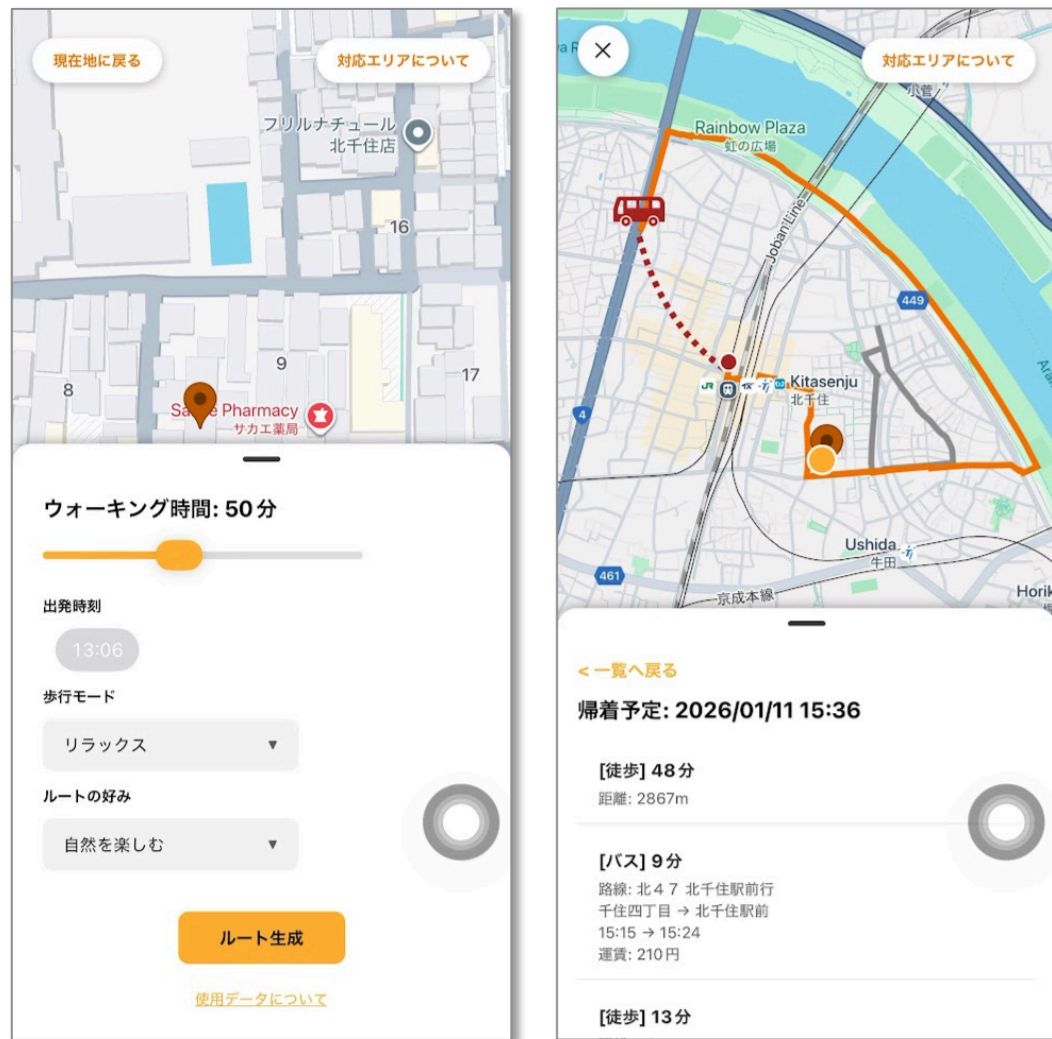 現在地に戻る
対応エリアについて
フリルナチュール
北千住店
16
9
8
17
Pharmacy
サカエ薬局
ウォーキング時間: 50 分
出発時刻
13:06
歩行モード
リラックス ▼
ルートの好み
自然を楽しむ ▼
ルート生成
使用データについて
×
対応エリアについて
小菅
Rainbow Plaza
虹の広場
Joban Line
449
JR
TX
Kitasenju
北千住
4
Ushida
牛田
461
京成本線
Horik
< 一覧へ戻る
帰着予定: 2026/01/11 15:36
[徒歩] 48 分
距離: 2867m
[バス] 9 分
路線: 北４７ 北千住駅前行
千住四丁目 → 北千住駅前
15:15 → 15:24
運賃: 210 円
[徒歩] 13 分